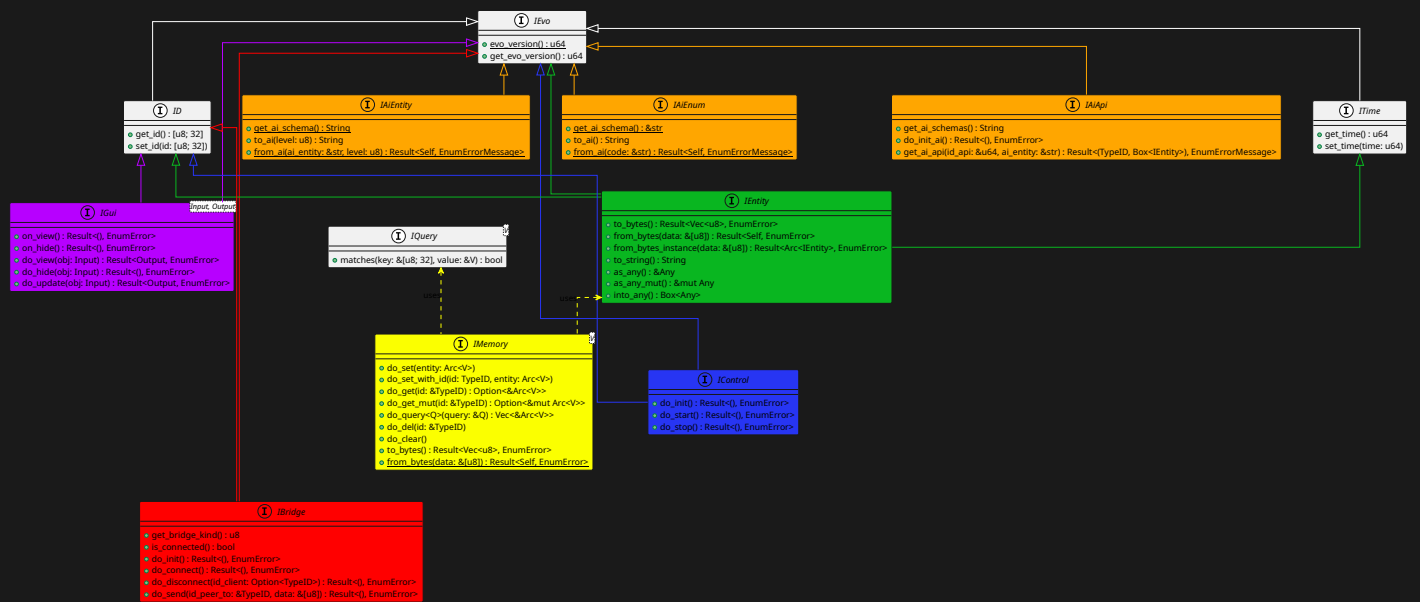 I IEvo
evo_version() : u64
get_evo_version() : u64
I ID
get_id() : [u8; 32]
set_id(id: [u8; 32])
I IAiEntity
get_ai_schema() : String
to_ai(level: u8) : String
from_ai(ai_entity: &str, level: u8) : Result<Self, EnumErrorMessage>
I IAiEnum
get_ai_schema() : &str
to_ai() : String
from_ai(code: &str) : Result<Self, EnumErrorMessage>
I IAiApi
get_ai_schemas() : String
do_init_ai() : Result<(), EnumError>
get_ai_api(id_api: &u64, ai_entity: &str) : Result<(TypeID, Box<IEntity>), EnumErrorMessage>
I ITime
get_time() : u64
set_time(time: u64)
I IGui
Input, Output
on_view() : Result<(), EnumError>
on_hide() : Result<(), EnumError>
do_view(obj: Input) : Result<Output, EnumError>
do_hide(obj: Input) : Result<(), EnumError>
do_update(obj: Input) : Result<Output, EnumError>
I IQuery
V
matches(key: &[u8; 32], value: &V) : bool
I IEntity
to_bytes() : Result<Vec<u8>, EnumError>
from_bytes(data: &[u8]) : Result<Self, EnumError>
from_bytes_instance(data: &[u8]) : Result<Arc<IEntity>, EnumError>
to_string() : String
as_any() : &Any
as_any_mut() : &mut Any
into_any() : Box<Any>
uses
uses
I IMemory
V
do_set(entity: Arc<V>)
do_set_with_id(id: TypeID, entity: Arc<V>)
do_get(id: &TypeID) : Option<&Arc<V>>
do_get_mut(id: &TypeID) : Option<&mut Arc<V>>
do_query<Q>(query: &Q) : Vec<&Arc<V>>
do_del(id: &TypeID)
do_clear()
to_bytes() : Result<Vec<u8>, EnumError>
from_bytes(data: &[u8]) : Result<Self, EnumError>
I IControl
do_init() : Result<(), EnumError>
do_start() : Result<(), EnumError>
do_stop() : Result<(), EnumError>
I IBridge
get_bridge_kind() : u8
is_connected() : bool
do_init() : Result<(), EnumError>
do_connect() : Result<(), EnumError>
do_disconnect(id_client: Option<TypeID>) : Result<(), EnumError>
do_send(id_peer_to: &TypeID, data: &[u8]) : Result<(), EnumError>